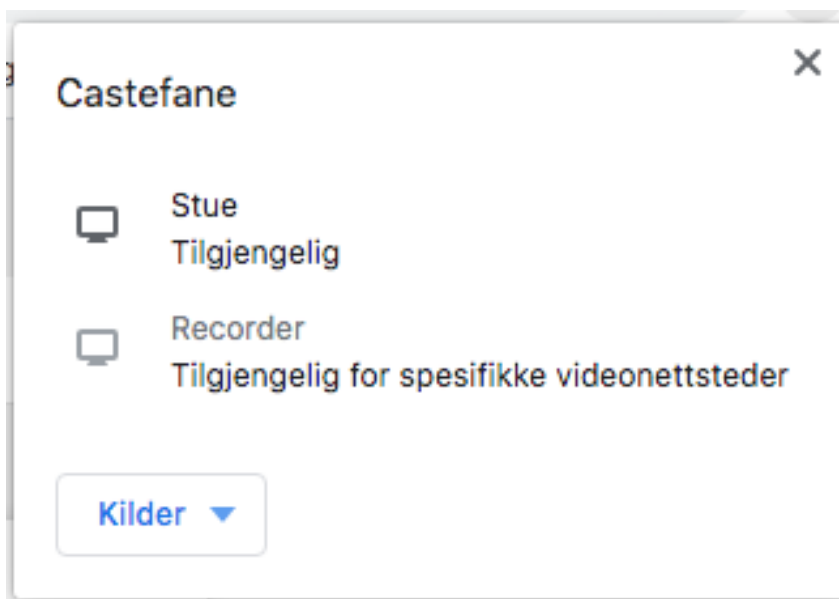 Castefane
Stue
Tilgjengelig
Recorder
Tilgjengelig for spesifikke videonettsteder
Kilder